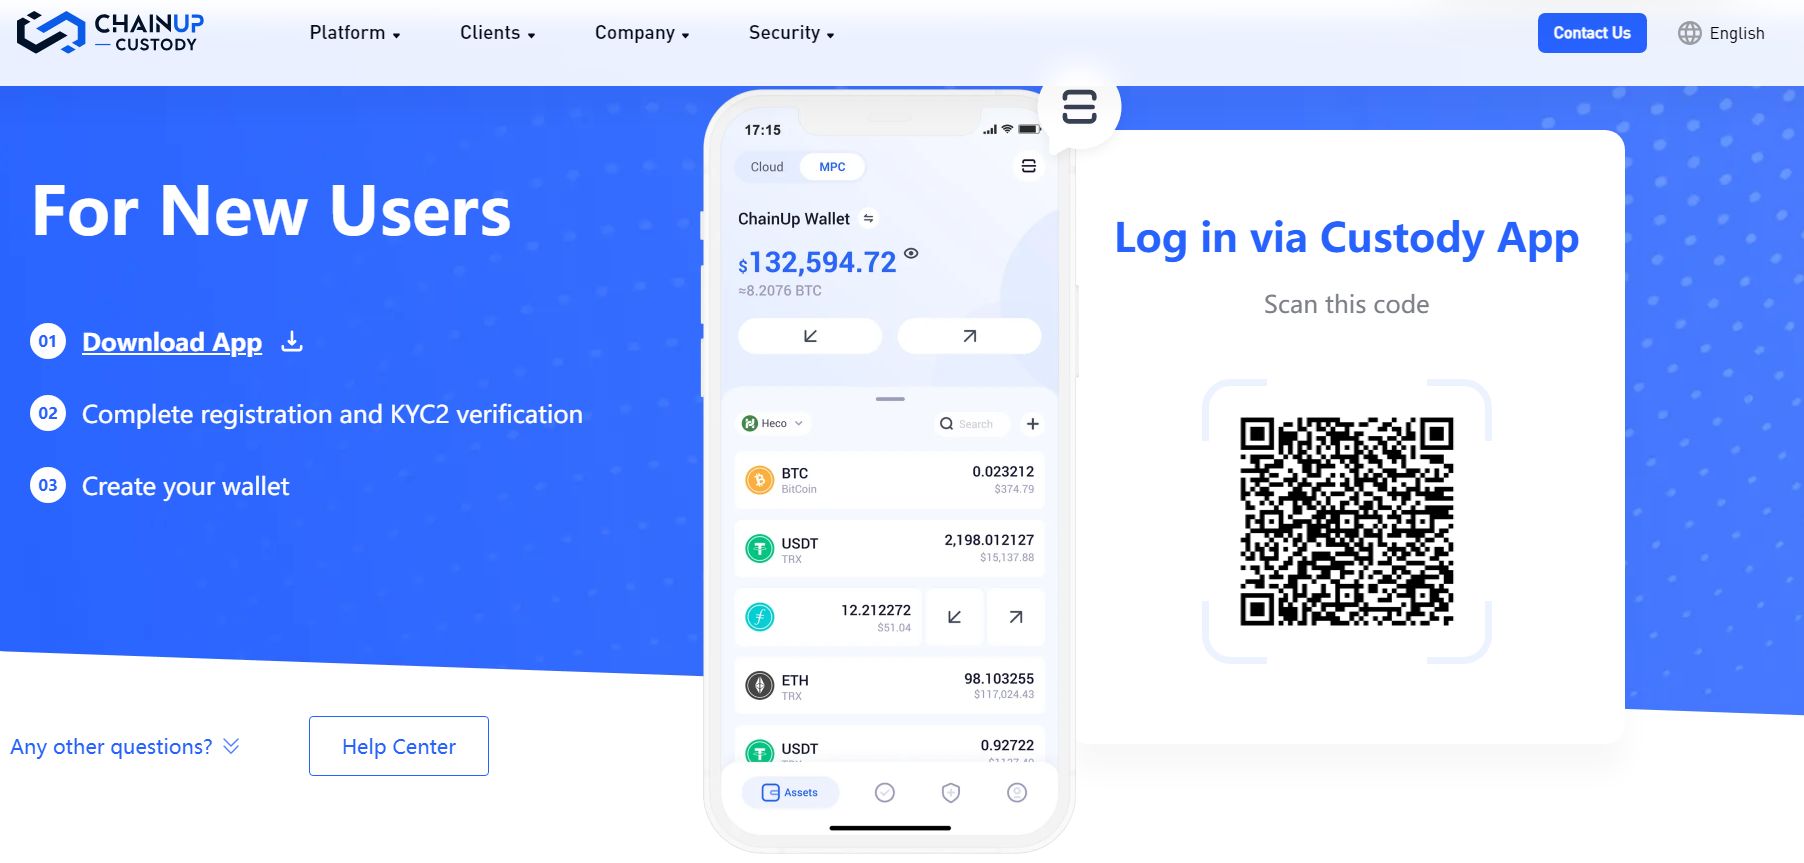 CHAINUP
CUSTODY
Platform
Clients
Company
Security
Contact Us
English
For New Users
01 Download App
02 Complete registration and KYC2 verification
03 Create your wallet
Any other questions?
Help Center
17:15
Cloud MPC
ChainUp Wallet
$132,594.72
≈8.2076 BTC
Heco
Search
BTC 0.023212
BitCoin $374.79
USDT 2,198.012127
TRX $15,137.88
12.212272
$51.04
ETH 98.103255
TRX $117,024.43
USDT 0.92722
Assets
Log in via Custody App
Scan this code